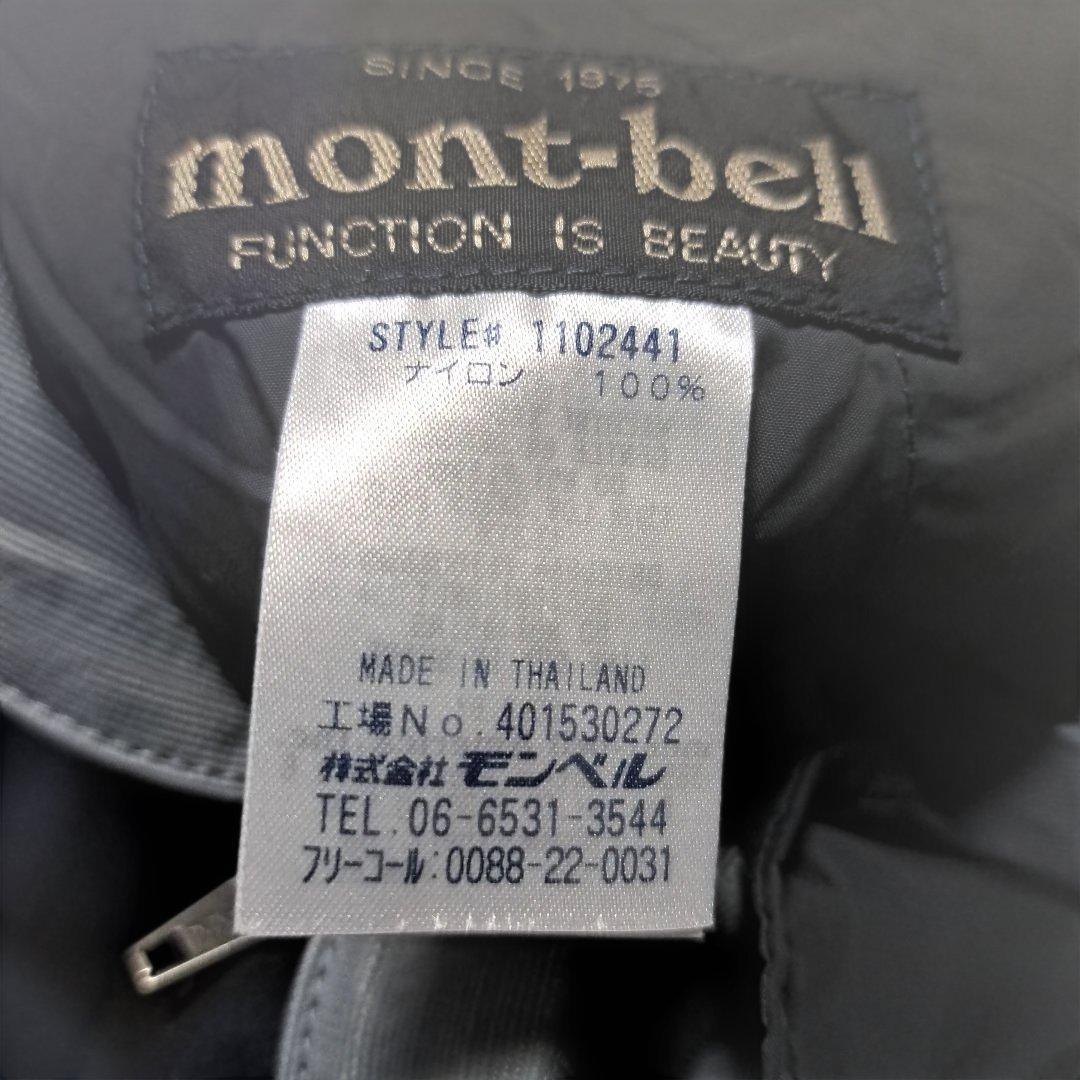 SINCE 1975
mont-bell
FUNCTION IS BEAUTY
STYLE# 1102441
ナイロン 100%
MADE IN THAILAND
工場No.401530272
株式会社 モンベル
TEL.06-6531-3544
フリーコール:0088-22-0031